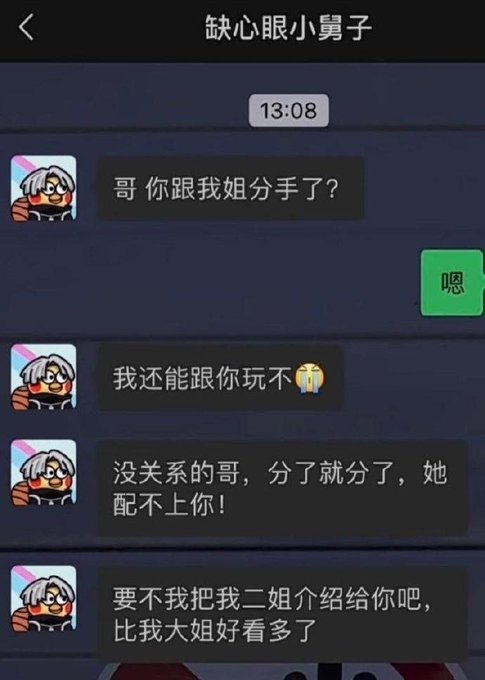 缺心眼小舅子
13:08
哥 你跟我姐分手了？
嗯
我还能跟你玩不😭
没关系的哥，分了就分了，她
配不上你！
要不我把我二姐介绍给你吧，
比我大姐好看多了